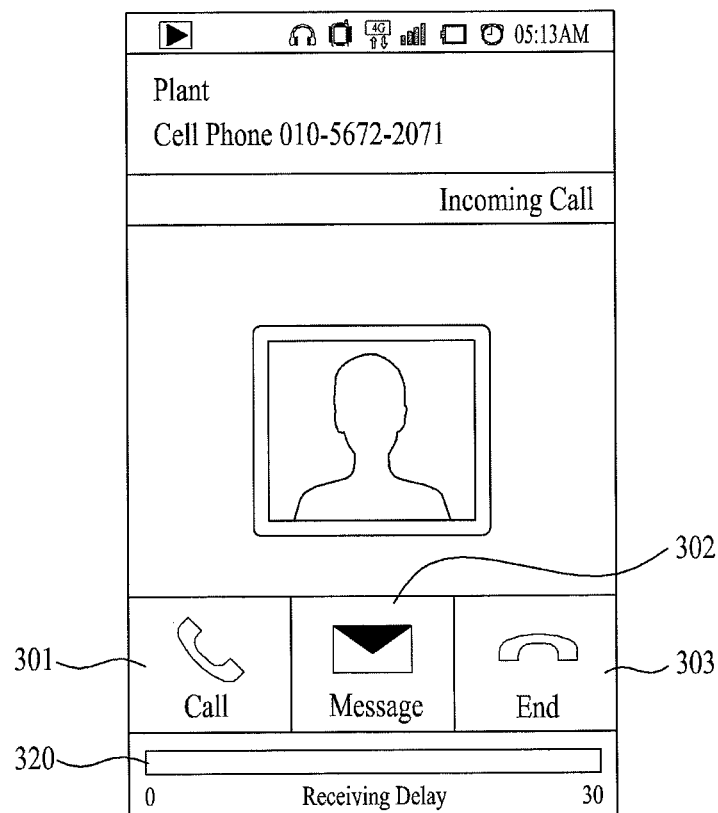 4G 05:13AM
Plant
Cell Phone 010-5672-2071
Incoming Call
302
301
303
Call Message End
320
0 Receiving Delay 30